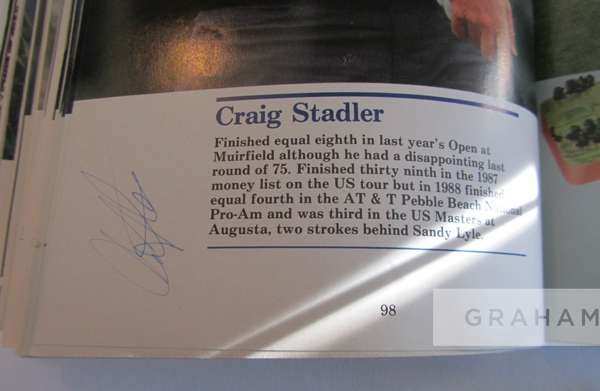 Craig Stadler
Finished equal eighth in last year's Open at
Muirfield although he had a disappointing last
round of 75. Finished thirty ninth in the 1987
money list on the US tour but in 1988 finished
equal fourth in the AT & T Pebble Beach National
Pro-Am and was third in the US Masters at
Augusta, two strokes behind Sandy Lyle.
98
GRAHAM